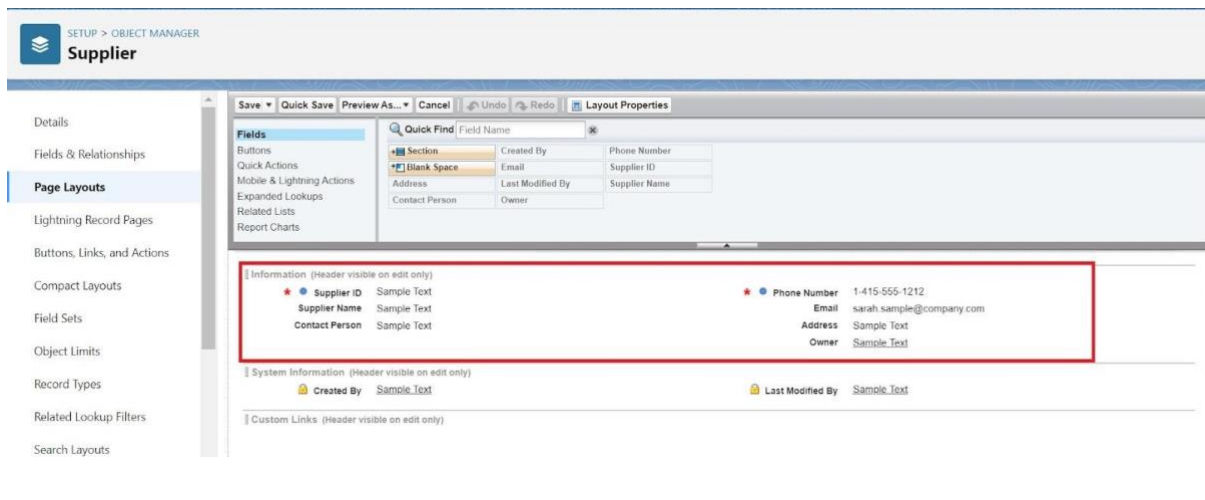 SETUP > OBJECT MANAGER
Supplier
Details
Fields & Relationships
Page Layouts
Lightning Record Pages
Buttons, Links, and Actions
Compact Layouts
Field Sets
Object Limits
Record Types
Related Lookup Filters
Search Layouts
Save Quick Save Preview As... Cancel Undo Redo Layout Properties
Fields
Buttons
Quick Actions
Mobile & Lightning Actions
Expanded Lookups
Related Lists
Report Charts
Quick Find Field Name
Section Created By Phone Number
Blank Space Email Supplier ID
Address Last Modified By Supplier Name
Contact Person Owner
Information (Header visible on edit only)
Supplier ID Sample Text Phone Number 1-415-555-1212
Supplier Name Sample Text Email sarah.sample@company.com
Contact Person Sample Text Address Sample Text
Owner Sample Text
System Information (Header visible on edit only)
Created By Sample Text Last Modified By Sample Text
Custom Links (Header visible on edit only)